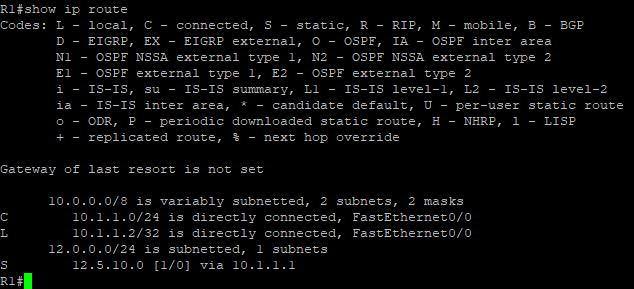 R1#show ip route
Codes: L - local, C - connected, S - static, R - RIP, M - mobile, B - BGP
       D - EIGRP, EX - EIGRP external, O - OSPF, IA - OSPF inter area
       N1 - OSPF NSSA external type 1, N2 - OSPF NSSA external type 2
       E1 - OSPF external type 1, E2 - OSPF external type 2
       i - IS-IS, su - IS-IS summary, L1 - IS-IS level-1, L2 - IS-IS level-2
       ia - IS-IS inter area, * - candidate default, U - per-user static route
       o - ODR, P - periodic downloaded static route, H - NHRP, l - LISP
       + - replicated route, % - next hop override
Gateway of last resort is not set
      10.0.0.0/8 is variably subnetted, 2 subnets, 2 masks
C        10.1.1.0/24 is directly connected, FastEthernet0/0
L        10.1.1.2/32 is directly connected, FastEthernet0/0
      12.0.0.0/24 is subnetted, 1 subnets
S        12.5.10.0 [1/0] via 10.1.1.1
R1#